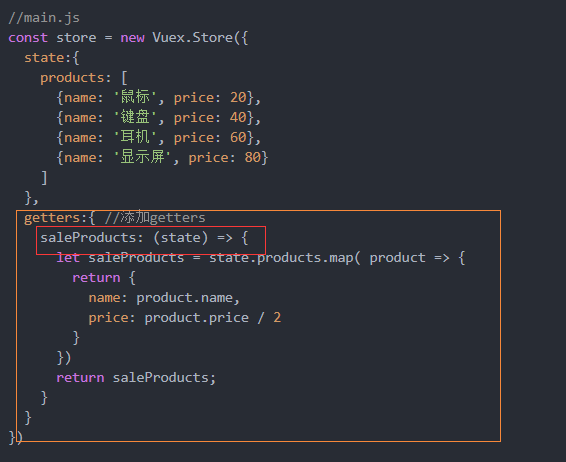 //main.js
const store = new Vuex.Store({
  state:{
    products: [
      {name: '鼠标', price: 20},
      {name: '键盘', price: 40},
      {name: '耳机', price: 60},
      {name: '显示屏', price: 80}
    ]
  },
  getters:{ //添加getters
    saleProducts: (state) => {
      let saleProducts = state.products.map( product => {
        return {
          name: product.name,
          price: product.price / 2
        }
      })
      return saleProducts;
    }
  }
})